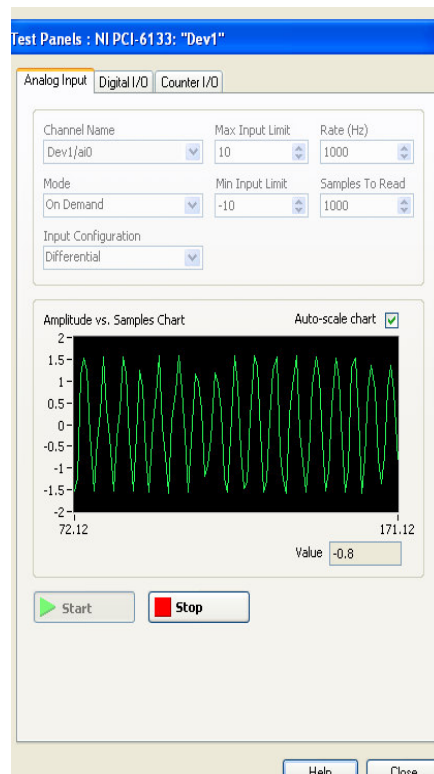 Test Panels : NI PCI-6133: "Dev1"
Analog Input Digital I/O Counter I/O
Channel Name Max Input Limit Rate (Hz)
Dev1/ai0 10 1000
Mode Min Input Limit Samples To Read
On Demand -10 1000
Input Configuration
Differential
Amplitude vs. Samples Chart Auto-scale chart
2
1.5
1
0.5
0
-0.5
-1
-1.5
-2
72.12 171.12
Value -0.8
Start Stop
Help Close